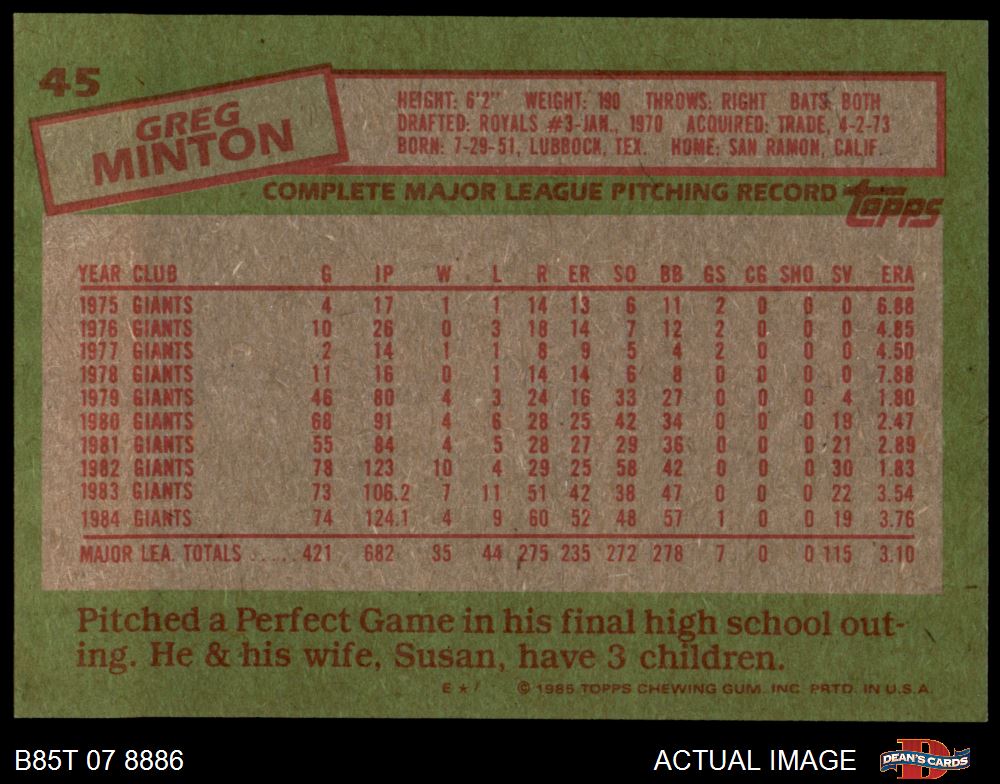 45
GREG
MINTON
HEIGHT: 6'2" WEIGHT: 190 THROWS: RIGHT BATS: BOTH
DRAFTED: ROYALS #3-JAN., 1970 ACQUIRED: TRADE, 4-2-73
BORN: 7-29-51, LUBBOCK, TEX. HOME: SAN RAMON, CALIF.
COMPLETE MAJOR LEAGUE PITCHING RECORD topps
YEAR CLUB G IP W L R ER SO BB GS CG SHO SV ERA
1975 GIANTS 4 17 1 1 14 13 6 11 2 0 0 0 6.88
1976 GIANTS 10 26 0 3 18 14 7 12 2 0 0 0 4.85
1977 GIANTS 2 14 1 1 8 9 5 4 2 0 0 0 4.50
1978 GIANTS 11 16 0 1 14 14 6 8 0 0 0 0 7.88
1979 GIANTS 46 80 4 3 24 16 33 27 0 0 0 4 1.80
1980 GIANTS 68 91 4 6 28 25 42 34 0 0 0 19 2.47
1981 GIANTS 55 84 4 5 28 27 29 36 0 0 0 21 2.89
1982 GIANTS 78 123 10 4 29 25 58 42 0 0 0 30 1.83
1983 GIANTS 73 106.2 7 11 51 42 38 47 0 0 0 22 3.54
1984 GIANTS 74 124.1 4 9 60 52 48 57 1 0 0 19 3.76
MAJOR LEA. TOTALS ..... 421 682 35 44 275 235 272 278 7 0 0 115 3.10
Pitched a Perfect Game in his final high school out-
ing. He & his wife, Susan, have 3 children.
E ★ © 1985 TOPPS CHEWING GUM. INC. PRTD. IN U.S.A.
B85T 07 8886 ACTUAL IMAGE DEAN'S CARDS